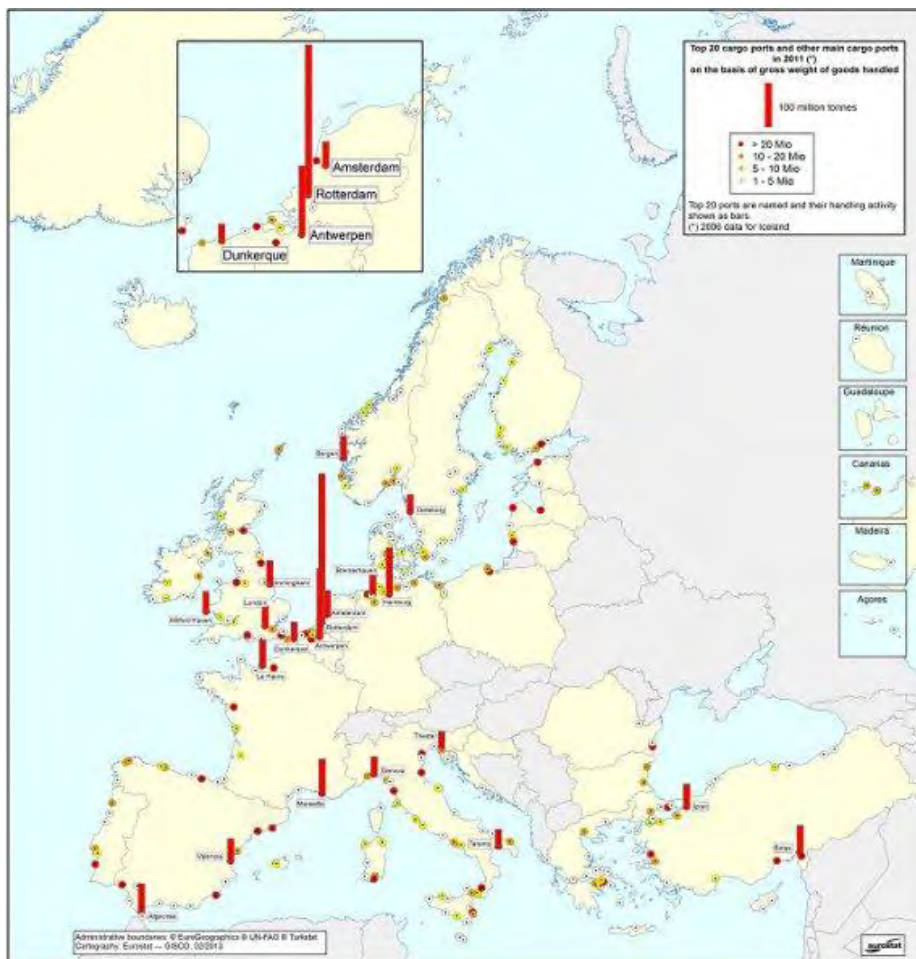 Top 20 cargo ports and other main cargo ports
in 2011 (*)
on the basis of gross weight of goods handled
100 million tonnes
> 20 Mio
10 - 20 Mio
5 - 10 Mio
1 - 5 Mio
Top 20 ports are named and their handling activity
shown as bars.
(*) 2006 data for Iceland
Amsterdam
Rotterdam
Antwerpen
Dunkerque
Martinique
Réunion
Guadaloupe
Canarias
Madeira
Açores
Bergen
Göteborg
Bremerhaven
Hamburg
Immingham
London
Milford Haven
Amsterdam
Rotterdam
Dunkerque
Antwerpen
Le Havre
Trieste
Genova
Marseille
Taranto
Valencia
Algeciras
Botas
Administrative boundaries: © EuroGeographics © UN-FAO © Turkstat
Cartography: Eurostat — GISCO, 02/2013
eurostat